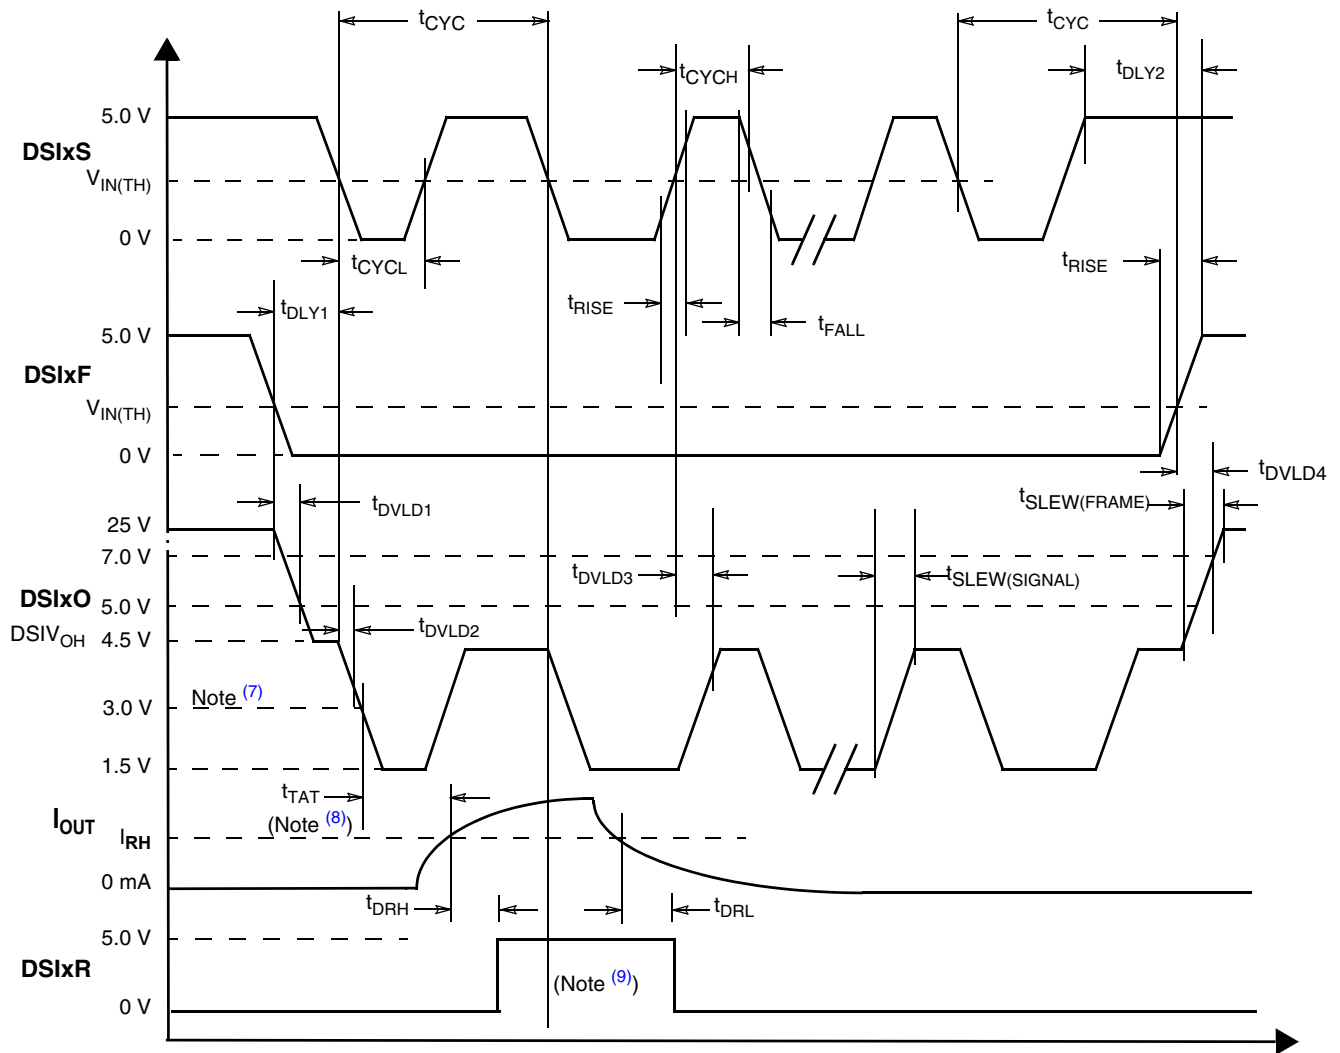 tCYC
tCYC
tCYCH
tDLY2
5.0 V
DSIxS
VIN(TH)
0 V
tCYCL
tRISE
tDLY1
tRISE
tFALL
5.0 V
DSIxF
VIN(TH)
0 V
tDVLD4
tSLEW(FRAME)
tDVLD1
25 V
7.0 V
tDVLD3
tSLEW(SIGNAL)
DSIxO
5.0 V
DSIVOH
4.5 V
tDVLD2
Note (7)
3.0 V
1.5 V
tTAT
(Note (8))
IOUT
IRH
0 mA
tDRH
tDRL
5.0 V
DSIxR
(Note (9))
0 V